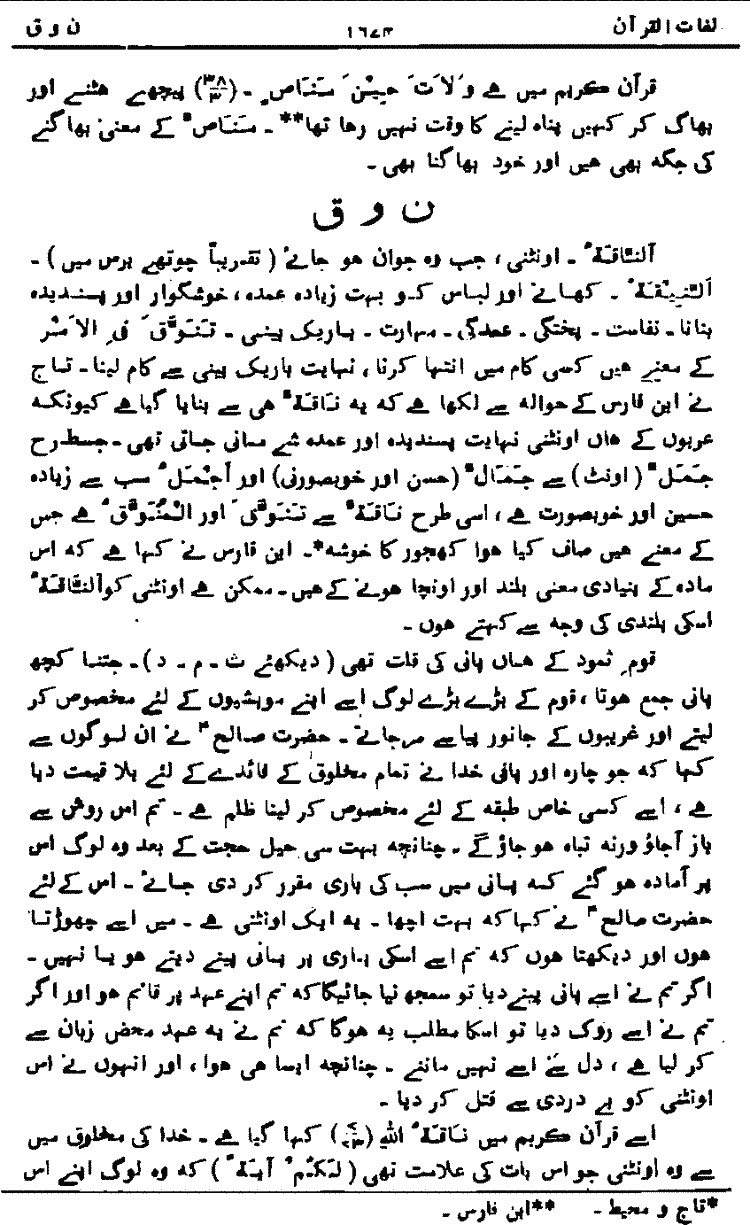 لغات القرآن ۱۶۷۳ ن و ق
قرآن کریم میں ہے وَّلَاتَ حِیْنَ مَنَاصٍ ۔ (۳۸/۳) پیچھے ہٹنے اور
بھاگ کر کہیں پناہ لینے کا وقت نہیں رہا تھا** ۔ مَنَاصٌ کے معنی بھاگنے
کی جگہ بھی ہیں اور خود بھاگنا بھی ۔
ن و ق
اَلنَّاقَۃُ ۔ اونٹنی ، جب وہ جوان ہو جائے ( تقریباً چوتھے برس میں ) ۔
اَلنِّیْقَۃُ ۔ کھانے اور لباس کو بہت زیادہ عمدہ ، خوشگوار اور پسندیدہ
بنانا ۔ نفاست ۔ پختگی ۔ عمدگی ۔ مہارت ۔ باریک بینی ۔ تَنَوَّقَ فِی الْاَمْرِ
کے معنے ہیں کسی کام میں انتہا کرنا ، نہایت باریک بینی سے کام لینا ۔ تاج
نے ابن فارس کے حوالہ سے لکھا ہے کہ یہ نَاقَۃٌ ہی سے بنایا گیا ہے کیونکہ
عربوں کے ہاں اونٹنی نہایت پسندیدہ اور عمدہ شے مانی جاتی تھی ۔ جسطرح
جَمَلٌ ( اونٹ ) سے جَمَالٌ (حسن اور خوبصورتی) اور اَجْمَلُ سب سے زیادہ
حسین اور خوبصورت ہے ، اسی طرح نَاقَۃٌ سے تَنَوُّقٌ اور اَلْمُنَوَّقُ ہے جس
کے معنے ہیں صاف کیا ہوا کھجور کا خوشہ* ۔ ابن فارس نے کہا ہے کہ اس
مادہ کے بنیادی معنی بلند اور اونچا ہونے کے ہیں ۔ ممکن ہے اونٹنی کو اَلنَّاقَۃُ
اسکی بلندی کی وجہ سے کہتے ہوں ۔
قوم ثمود کے ہاں پانی کی قلت تھی ( دیکھئے ث ۔ م ۔ د ) ۔ جتنا کچھ
پانی جمع ہوتا ، قوم کے بڑے بڑے لوگ اسے اپنے مویشیوں کے لئے مخصوص کر
لیتے اور غریبوں کے جانور پیاسے مرجاتے ۔ حضرت صالحؑ نے ان لوگوں سے
کہا کہ جو چارہ اور پانی خدا نے تمام مخلوق کے فائدے کے لئے بلا قیمت دیا
ہے ، اسے کسی خاص طبقہ کے لئے مخصوص کر لینا ظلم ہے ۔ تم اس روش سے
باز آجاؤ ورنہ تباہ ہو جاؤ گے ۔ چنانچہ بہت سی حیل حجت کے بعد وہ لوگ اس
پر آمادہ ہو گئے کہ پانی میں سب کی باری مقرر کر دی جائے ۔ اس کے لئے
حضرت صالحؑ نے کہا کہ بہت اچھا ۔ یہ ایک اونٹنی ہے ۔ میں اسے چھوڑتا
ہوں اور دیکھتا ہوں کہ تم اسے اسکی باری پر پانی پینے دیتے ہو یا نہیں ۔
اگر تم نے اسے پانی پینے دیا تو سمجھ لیا جائیگا کہ تم اپنے عہد پر قائم ہو اور اگر
تم نے اسے روک دیا تو اسکا مطلب یہ ہوگا کہ تم نے یہ عہد محض زبان سے
کر لیا ہے ، دل سے اسے نہیں مانتے ۔ چنانچہ ایسا ہی ہوا ، اور انہوں نے اس
اونٹنی کو بے دردی سے قتل کر دیا ۔
اسے قرآن کریم میں نَاقَۃُ اللہِ کہا گیا ہے ۔ خدا کی مخلوق میں
سے وہ اونٹنی جو اس بات کی علامت تھی ( لَکُمْ اٰیَۃً ) کہ وہ لوگ اپنے اس
*تاج و محیط ۔ **ابن فارس ۔